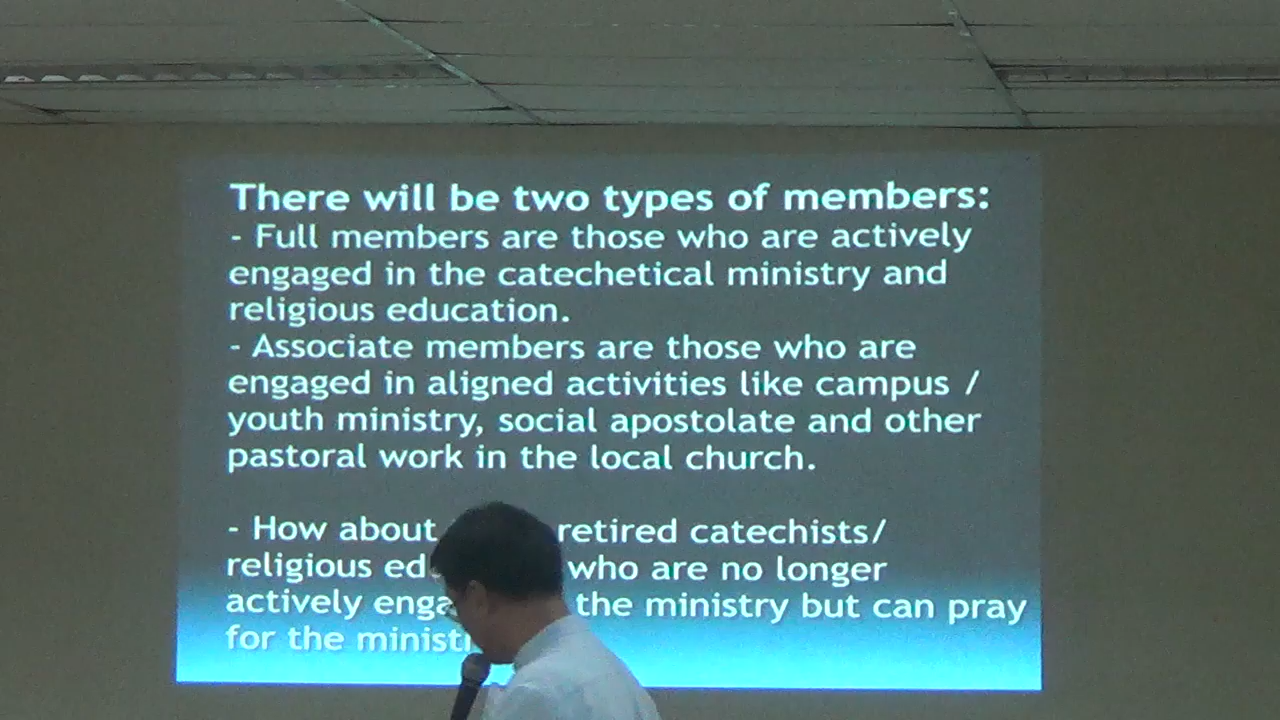 There will be two types of members:
- Full members are those who are actively
engaged in the catechetical ministry and
religious education.
- Associate members are those who are
engaged in aligned activities like campus /
youth ministry, social apostolate and other
pastoral work in the local church.
- How about retired catechists/
religious who are no longer
actively the ministry but can pray
for the